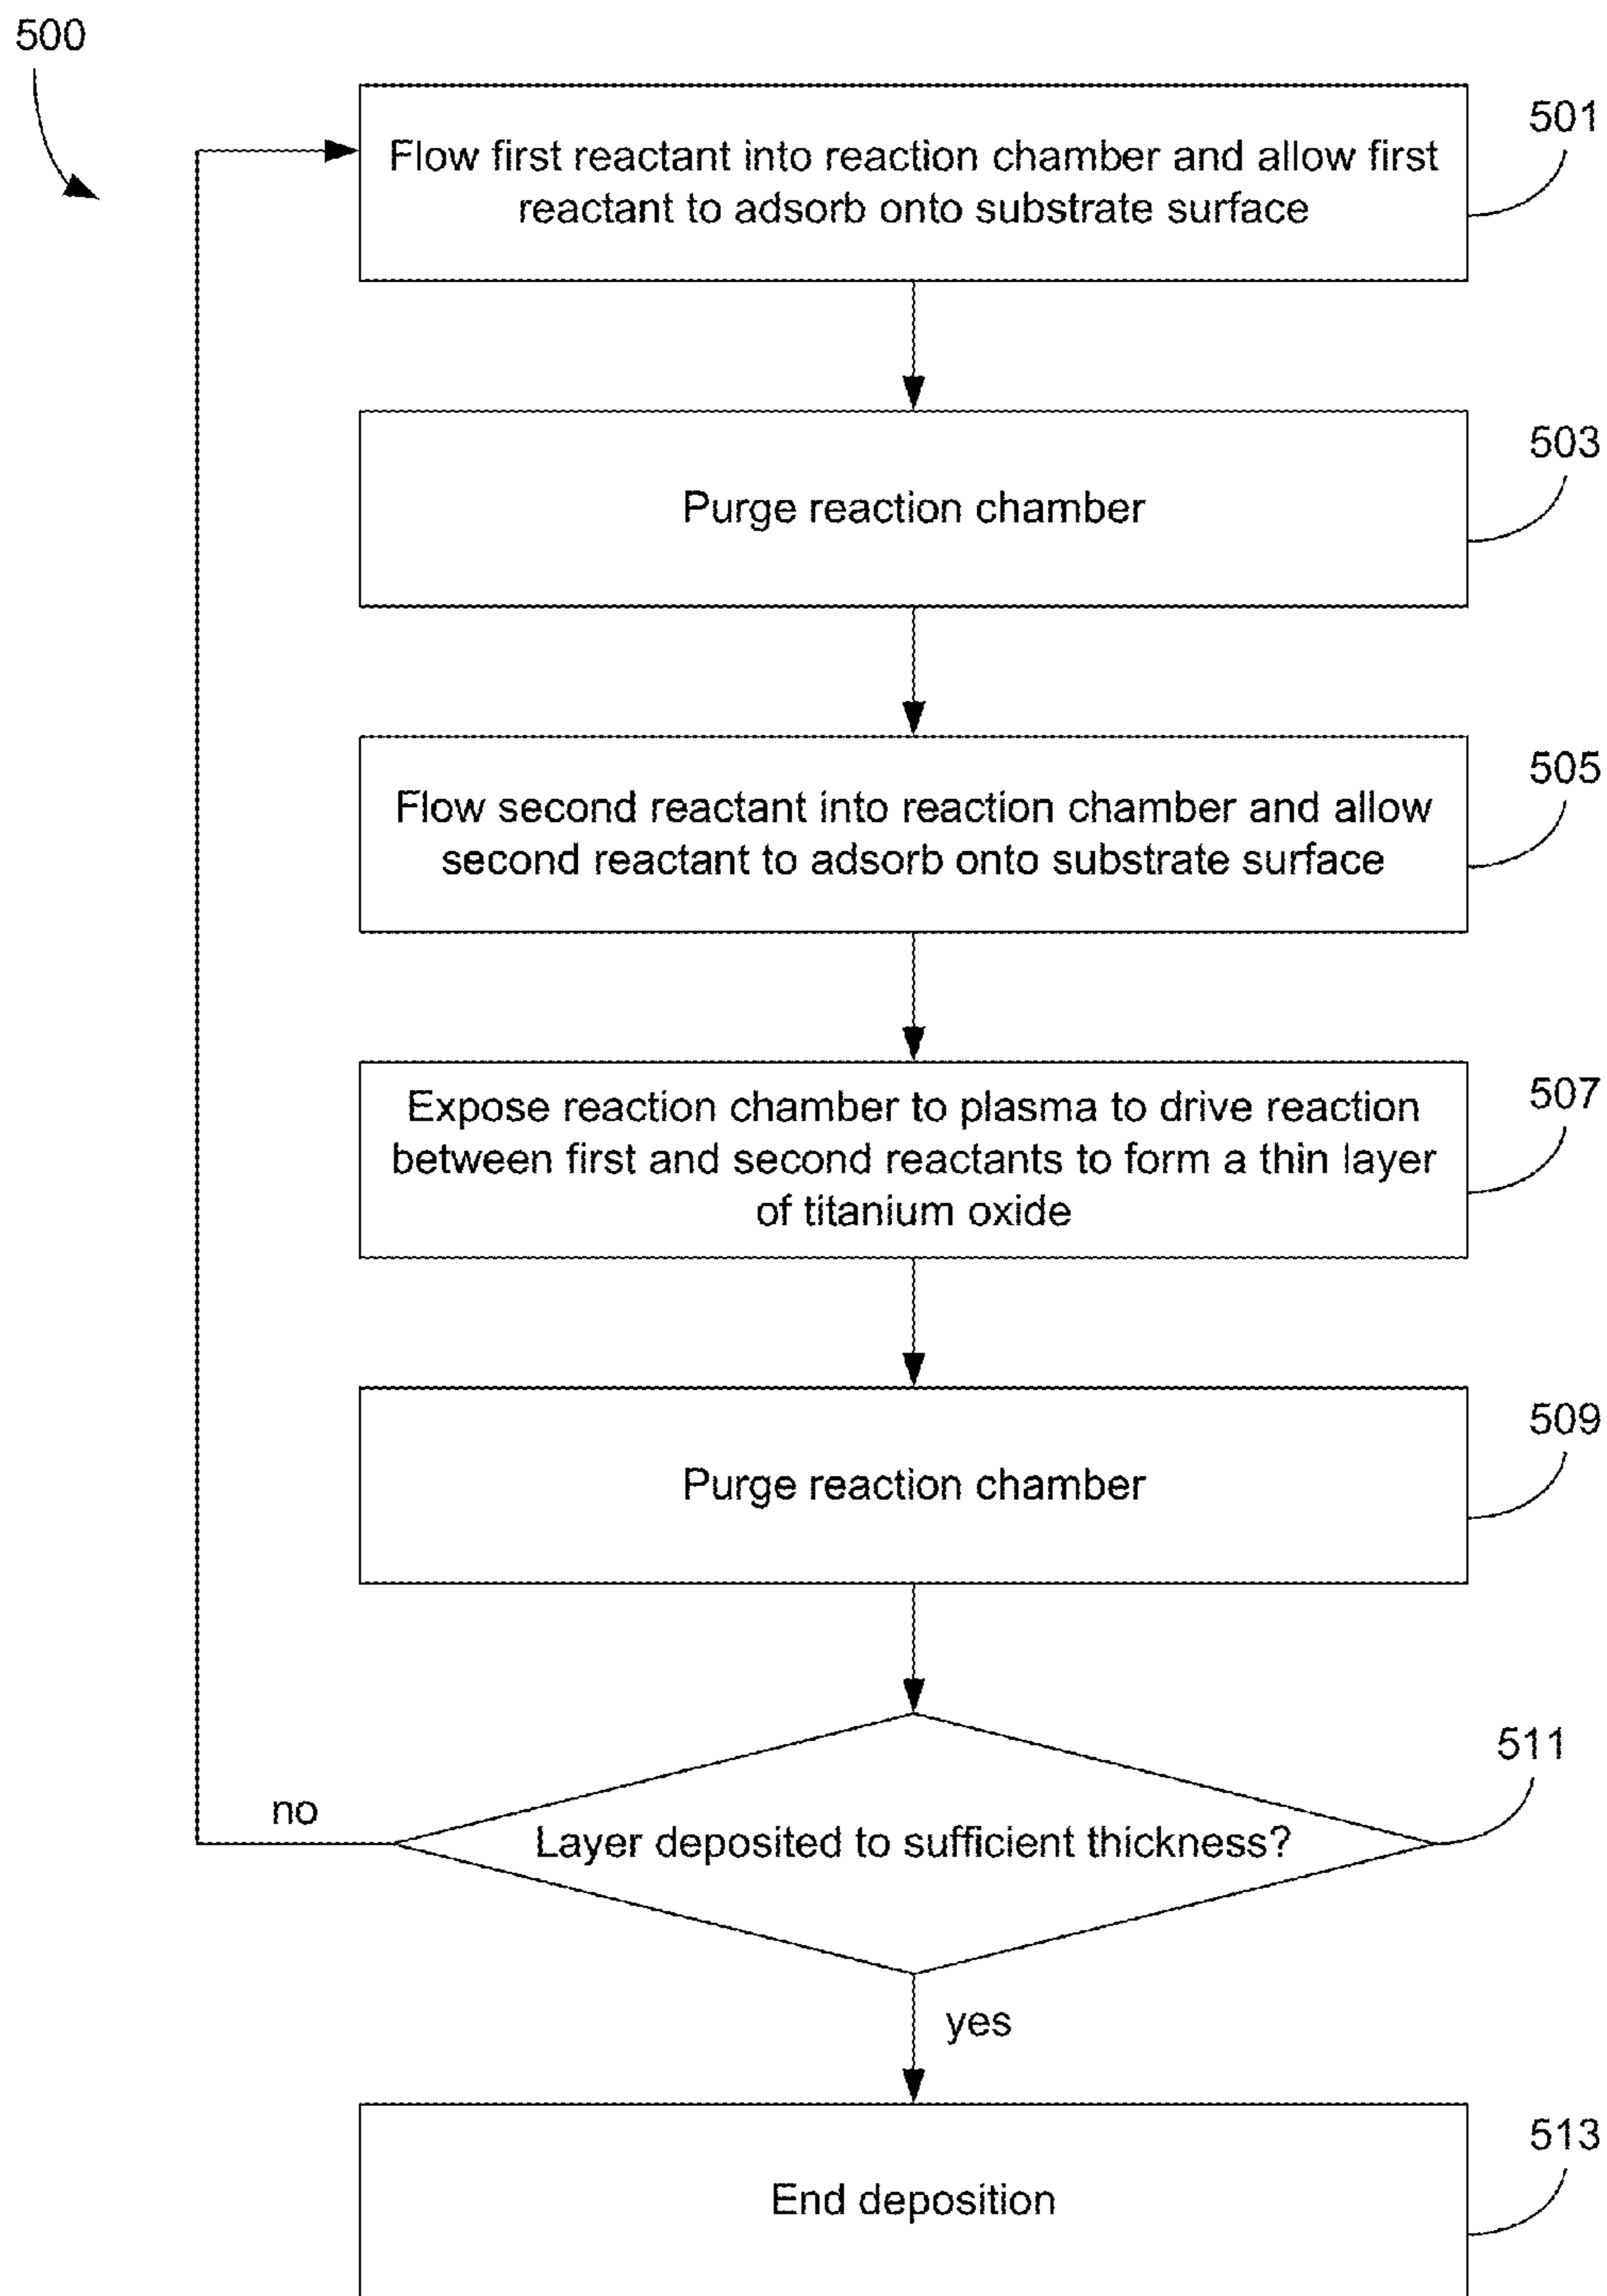 500
501
Flow first reactant into reaction chamber and allow first
reactant to adsorb onto substrate surface
503
Purge reaction chamber
505
Flow second reactant into reaction chamber and allow
second reactant to adsorb onto substrate surface
507
Expose reaction chamber to plasma to drive reaction
between first and second reactants to form a thin layer
of titanium oxide
509
Purge reaction chamber
511
no
Layer deposited to sufficient thickness?
yes
513
End deposition